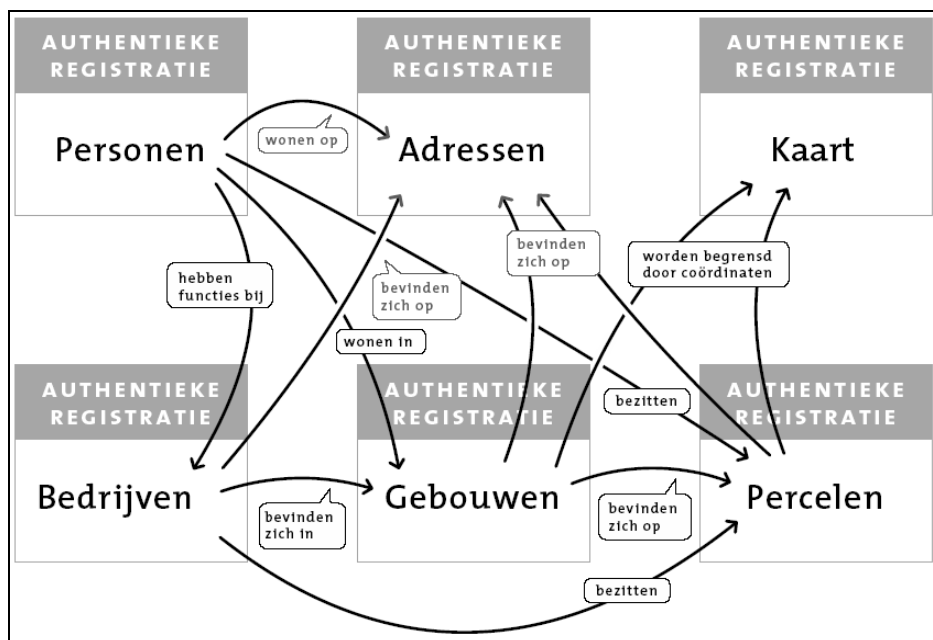 AUTHENTIEKE
REGISTRATIE
Personen
AUTHENTIEKE
REGISTRATIE
Adressen
AUTHENTIEKE
REGISTRATIE
Kaart
wonen op
hebben
functies bij
bevinden
zich op
bevinden
zich op
worden begrensd
door coördinaten
wonen in
bezitten
AUTHENTIEKE
REGISTRATIE
Bedrijven
AUTHENTIEKE
REGISTRATIE
Gebouwen
AUTHENTIEKE
REGISTRATIE
Percelen
bevinden
zich in
bevinden
zich op
bezitten